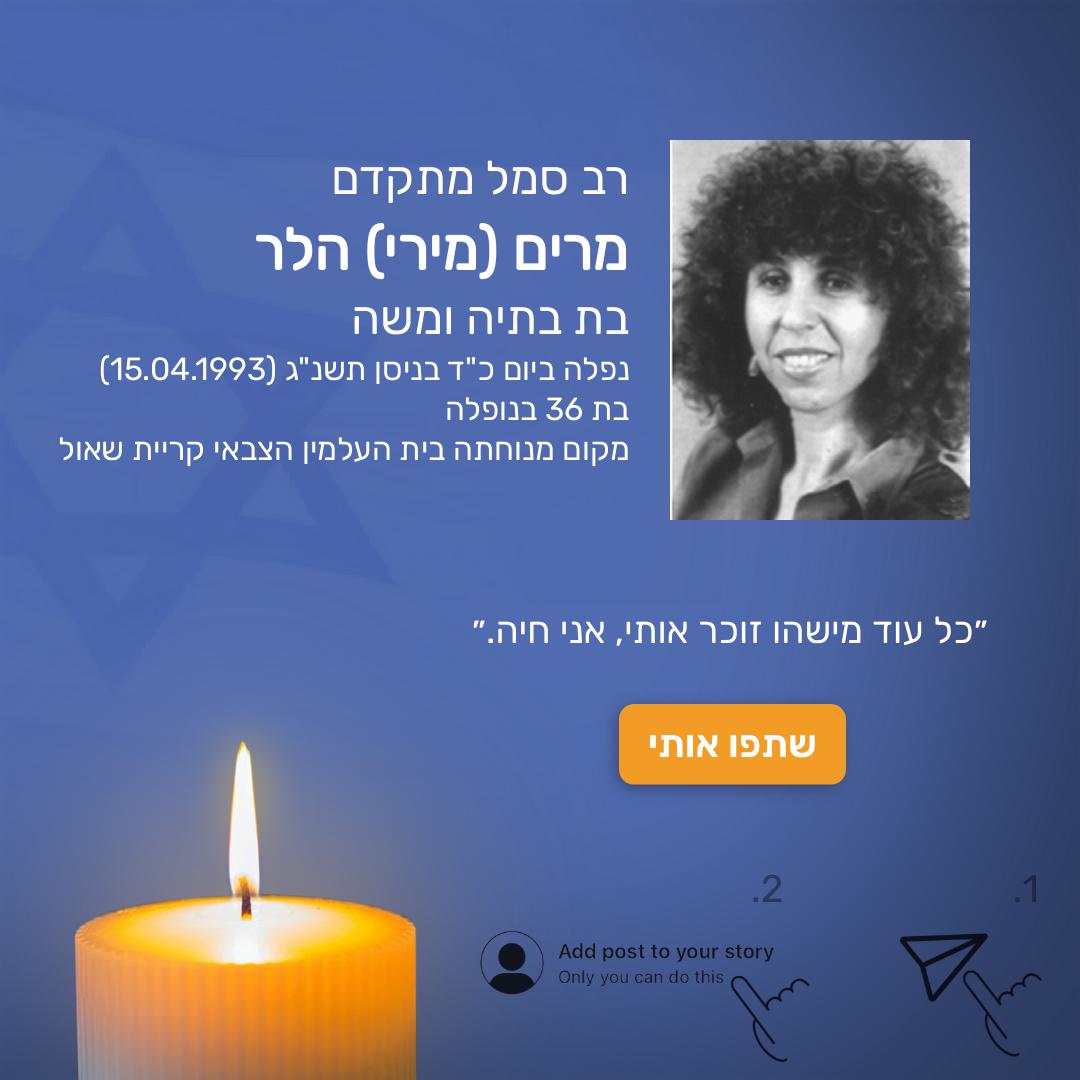 רב סמל מתקדם
מרים (מירי) הלר
בת בתיה ומשה
נפלה ביום כ"ד בניסן תשנ"ג (15.04.1993)
בת 36 בנופלה
מקום מנוחתה בית העלמין הצבאי קריית שאול
״כל עוד מישהו זוכר אותי, אני חיה.״
שתפו אותי
1.
2.
Add post to your story
Only you can do this